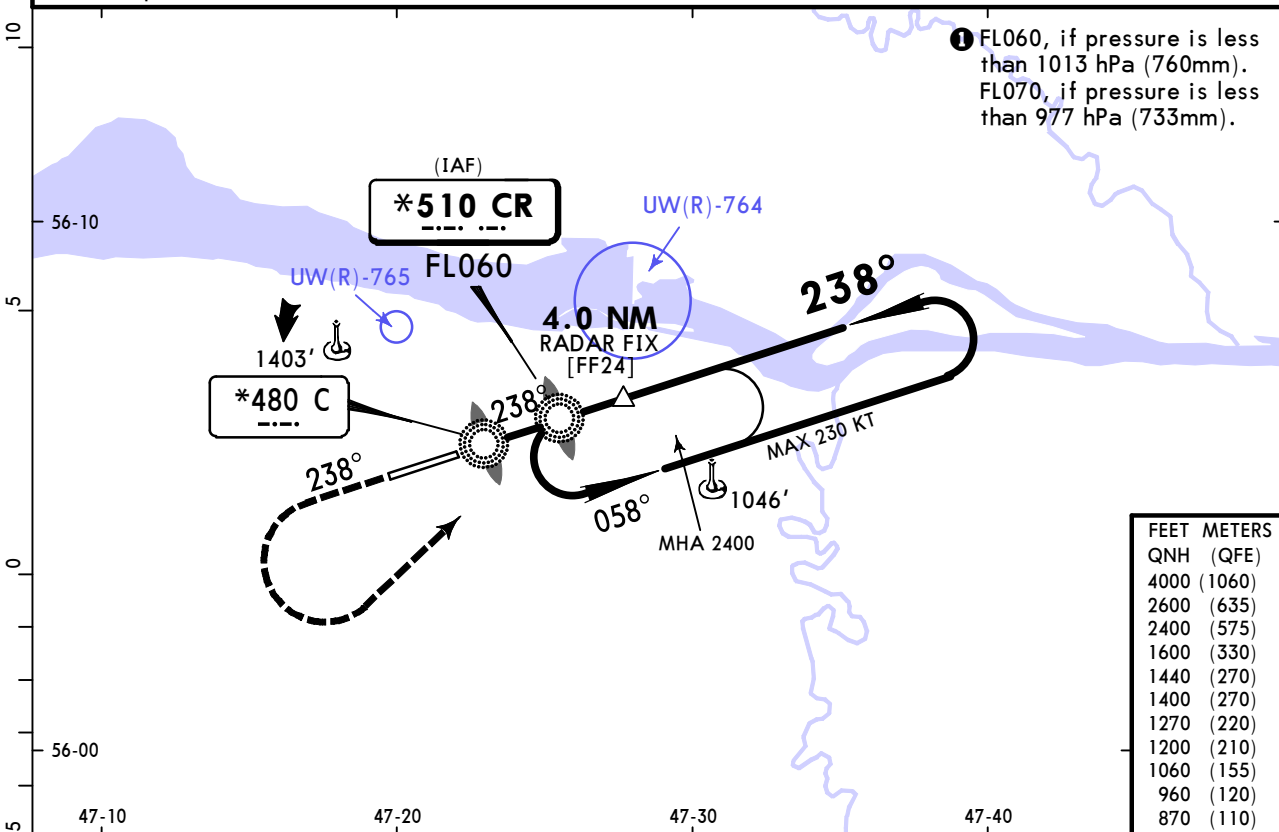 ❶ FL060, if pressure is less
than 1013 hPa (760mm).
FL070, if pressure is less
than 977 hPa (733mm).
10
(IAF)
*510 CR
FL060
UW(R)-764
56-10
UW(R)-765
238°
5
4.0 NM
RADAR FIX
[FF24]
1403'
*480 C
238°
238°
MAX 230 KT
058°
1046'
MHA 2400
0
56-00
5
47-10
47-20
47-30
47-40
FEET METERS
QNH (QFE)
4000 (1060)
2600 (635)
2400 (575)
1600 (330)
1440 (270)
1400 (270)
1270 (220)
1200 (210)
1060 (155)
960 (120)
870 (110)